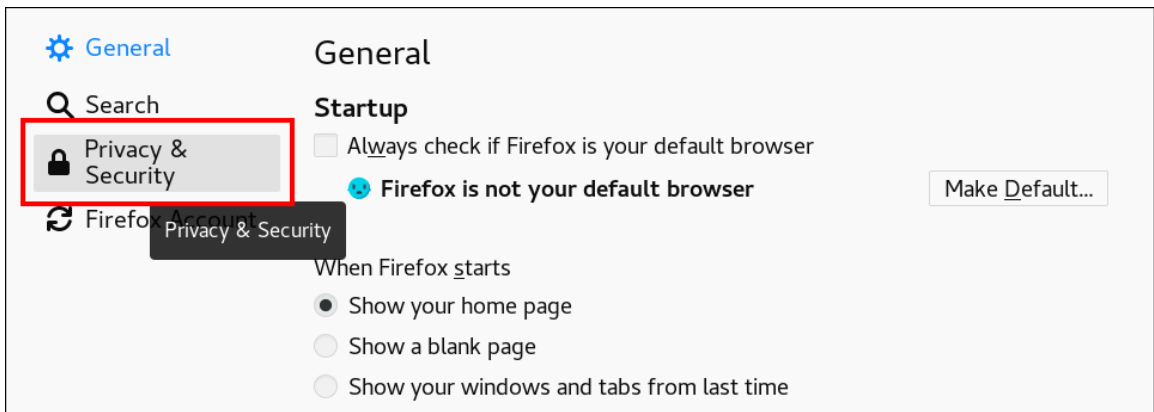 General
Search
Privacy &
Security
Firefox Account
Privacy & Security
General
Startup
Always check if Firefox is your default browser
Firefox is not your default browser
Make Default...
When Firefox starts
Show your home page
Show a blank page
Show your windows and tabs from last time